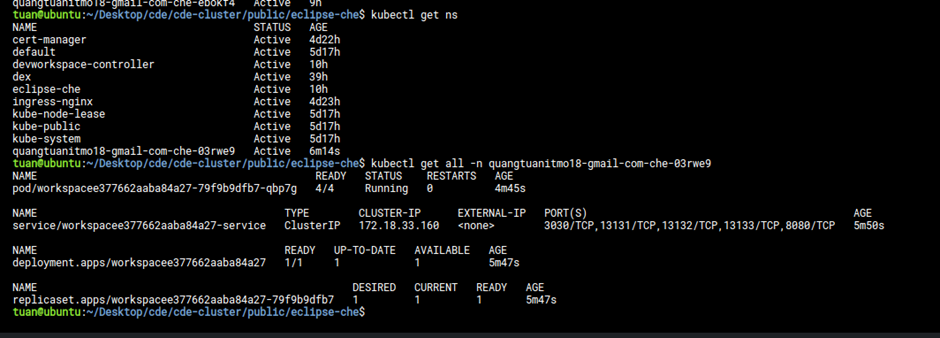 quangtuanitmo18-gmail-com-che-ebokf4   Active   9h
tuan@ubuntu:~/Desktop/cde/cde-cluster/public/eclipse-che$ kubectl get ns
NAME                                   STATUS   AGE
cert-manager                           Active   4d22h
default                                Active   5d17h
devworkspace-controller                Active   10h
dex                                    Active   39h
eclipse-che                            Active   10h
ingress-nginx                          Active   4d23h
kube-node-lease                        Active   5d17h
kube-public                            Active   5d17h
kube-system                            Active   5d17h
quangtuanitmo18-gmail-com-che-03rwe9   Active   6m14s
tuan@ubuntu:~/Desktop/cde/cde-cluster/public/eclipse-che$ kubectl get all -n quangtuanitmo18-gmail-com-che-03rwe9
NAME                                             READY   STATUS    RESTARTS   AGE
pod/workspacee377662aaba84a27-79f9b9dfb7-qbp7g   4/4     Running   0          4m45s
NAME                                        TYPE        CLUSTER-IP      EXTERNAL-IP   PORT(S)                                            AGE
service/workspacee377662aaba84a27-service   ClusterIP   172.18.33.160   <none>        3030/TCP,13131/TCP,13132/TCP,13133/TCP,8080/TCP   5m50s
NAME                                        READY   UP-TO-DATE   AVAILABLE   AGE
deployment.apps/workspacee377662aaba84a27   1/1     1            1           5m47s
NAME                                                   DESIRED   CURRENT   READY   AGE
replicaset.apps/workspacee377662aaba84a27-79f9b9dfb7   1         1         1       5m47s
tuan@ubuntu:~/Desktop/cde/cde-cluster/public/eclipse-che$